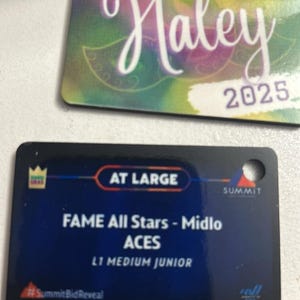 Haley
2025
AT LARGE
SUMMIT
FAME All Stars - Midlo
ACES
L1 MEDIUM JUNIOR
#SummitBidReveal